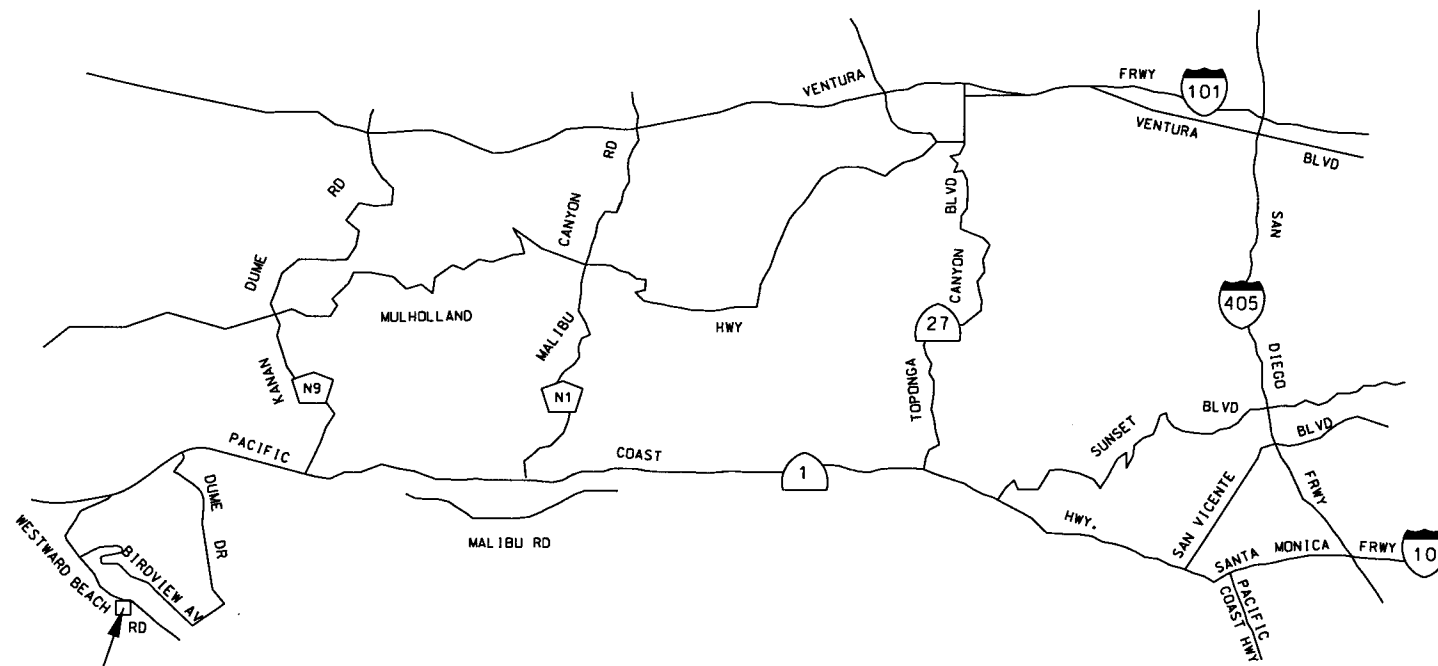 VENTURA
FRWY
101
VENTURA
BLVD
RD
RD
DUME
KANAN
N9
CANYON
MALIBU
N1
MULHOLLAND
HWY
BLVD
CANYON
27
TOPONGA
SAN
405
DIEGO
FRWY
SUNSET
BLVD
BLVD
SAN VICENTE
PACIFIC
COAST
1
HWY.
MALIBU RD
DUME
DR
WESTWARD BEACH
RD
BIRDVIEW AV
SANTA
MONICA
FRWY
10
PACIFIC
COAST HWY